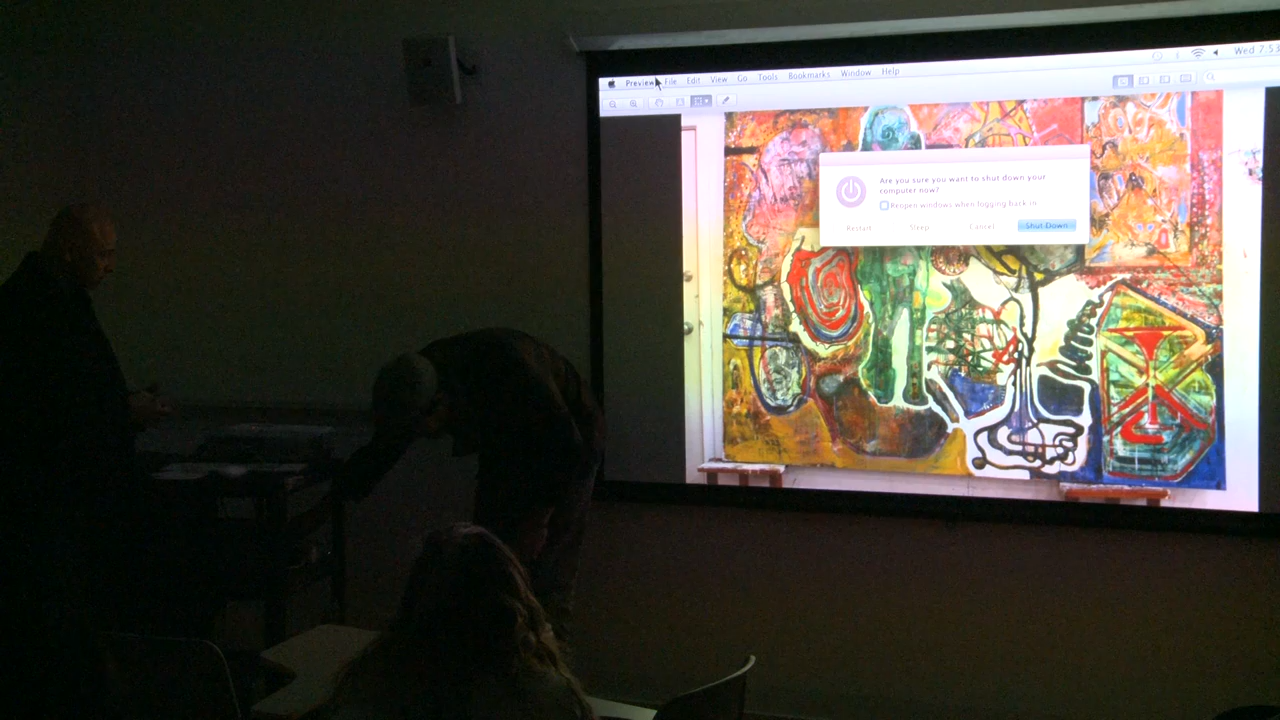 Preview File Edit View Go Tools Bookmarks Window Help
Wed 7:53
Are you sure you want to shut down your
computer now?
Reopen windows when logging back in
Restart Sleep Cancel Shut Down